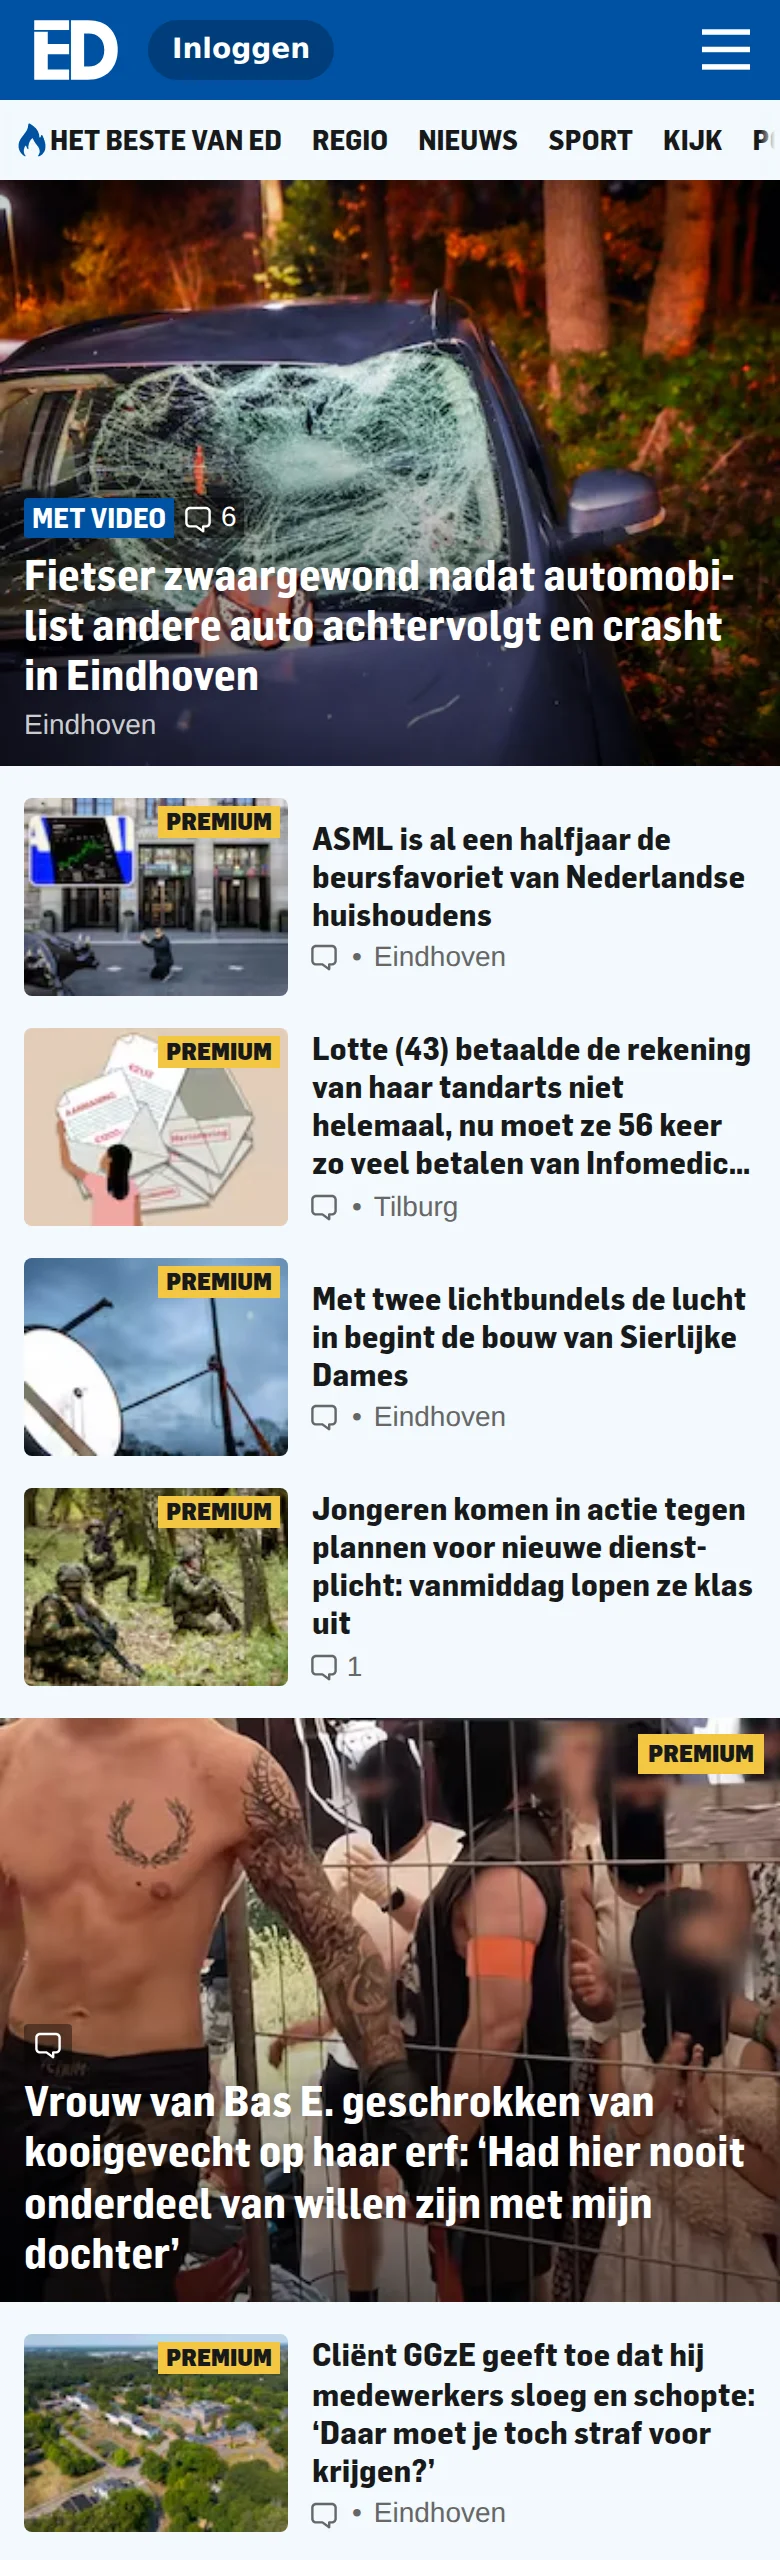 ED
Inloggen
HET BESTE VAN ED REGIO NIEUWS SPORT KIJK
MET VIDEO 6
Fietser zwaargewond nadat automobi-
list andere auto achtervolgt en crasht
in Eindhoven
Eindhoven
PREMIUM
ASML is al een halfjaar de
beursfavoriet van Nederlandse
huishoudens
• Eindhoven
PREMIUM
AANMANING
Herinnering
Lotte (43) betaalde de rekening
van haar tandarts niet
helemaal, nu moet ze 56 keer
zo veel betalen van Infomedic...
• Tilburg
PREMIUM
Met twee lichtbundels de lucht
in begint de bouw van Sierlijke
Dames
• Eindhoven
PREMIUM
Jongeren komen in actie tegen
plannen voor nieuwe dienst-
plicht: vanmiddag lopen ze klas
uit
1
PREMIUM
Vrouw van Bas E. geschrokken van
kooigevecht op haar erf: ‘Had hier nooit
onderdeel van willen zijn met mijn
dochter’
PREMIUM
Cliënt GGzE geeft toe dat hij
medewerkers sloeg en schopte:
‘Daar moet je toch straf voor
krijgen?’
• Eindhoven